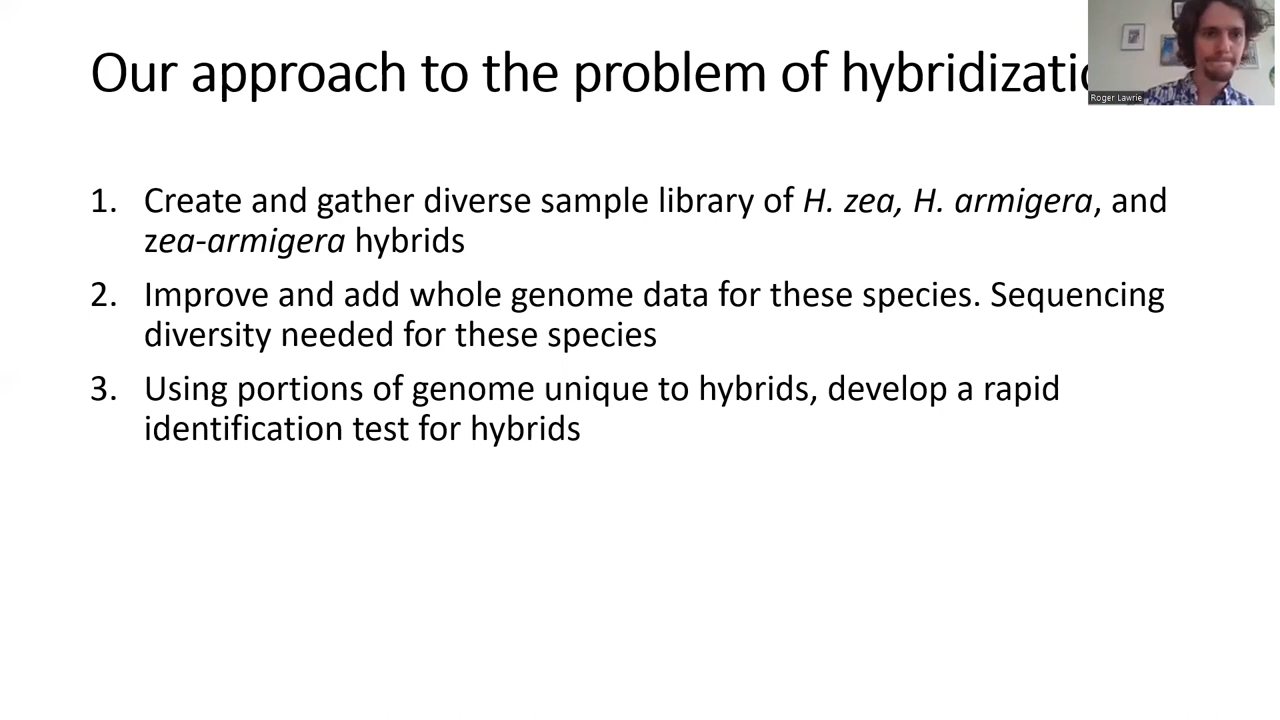 Our approach to the problem of hybridizatio
Roger Lawrie
1. Create and gather diverse sample library of H. zea, H. armigera, and
zea-armigera hybrids
2. Improve and add whole genome data for these species. Sequencing
diversity needed for these species
3. Using portions of genome unique to hybrids, develop a rapid
identification test for hybrids